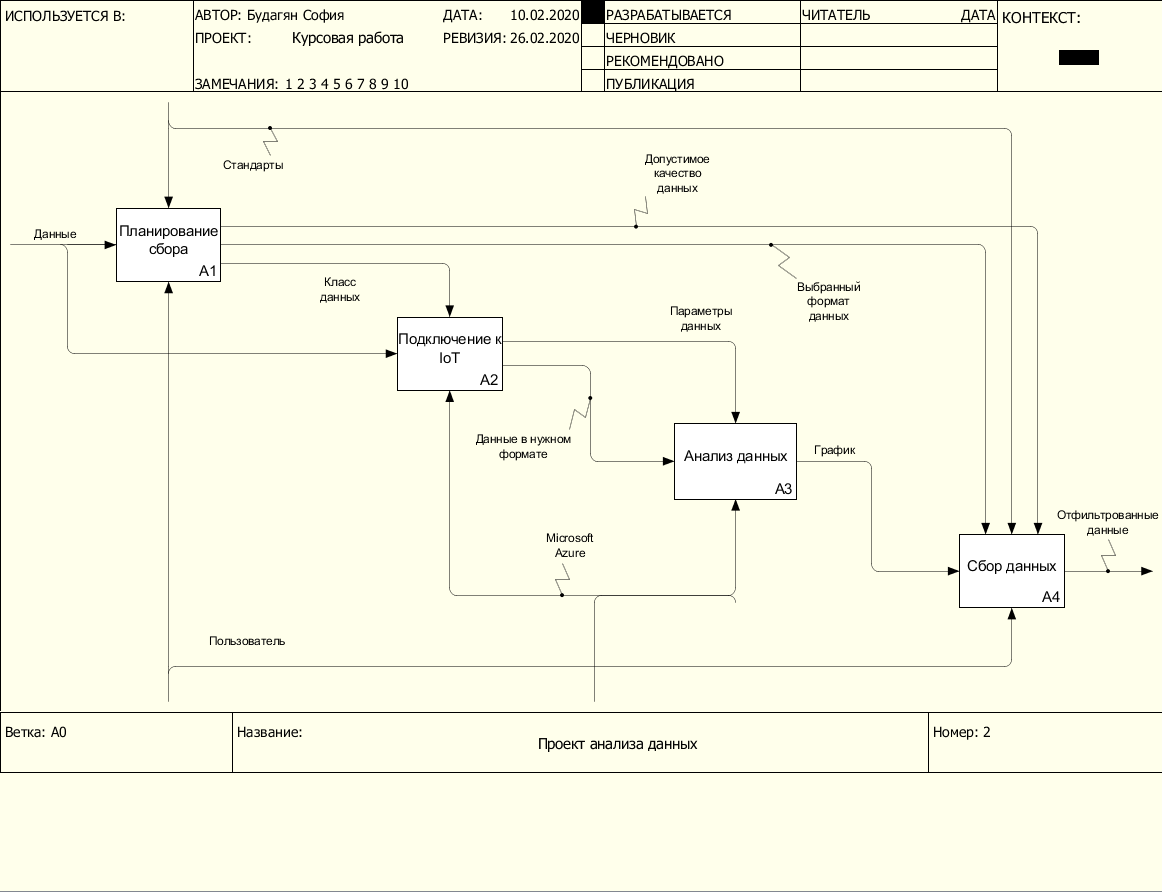 ИСПОЛЬЗУЕТСЯ В:
АВТОР: Будагян София
ДАТА: 10.02.2020
ПРОЕКТ: Курсовая работа
РЕВИЗИЯ: 26.02.2020
ЗАМЕЧАНИЯ: 1 2 3 4 5 6 7 8 9 10
РАЗРАБАТЫВАЕТСЯ
ЧЕРНОВИК
РЕКОМЕНДОВАНО
ПУБЛИКАЦИЯ
ЧИТАТЕЛЬ ДАТА
КОНТЕКСТ:
Стандарты
Допустимое
качество
данных
Данные
Планирование
сбора
A1
Класс
данных
Выбранный
формат
данных
Параметры
данных
Подключение к
IoT
A2
Данные в нужном
формате
Анализ данных
A3
График
Отфильтрованные
данные
Microsoft
Azure
Сбор данных
A4
Пользователь
Ветка: A0
Название:
Проект анализа данных
Номер: 2